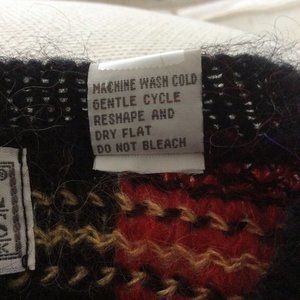 MACHINE WASH COLD
GENTLE CYCLE
RESHAPE AND
DRY FLAT
DO NOT BLEACH